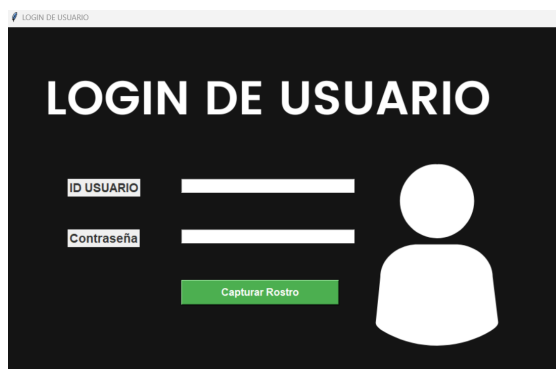 LOGIN DE USUARIO
LOGIN DE USUARIO
ID USUARIO
Contraseña
Capturar Rostro